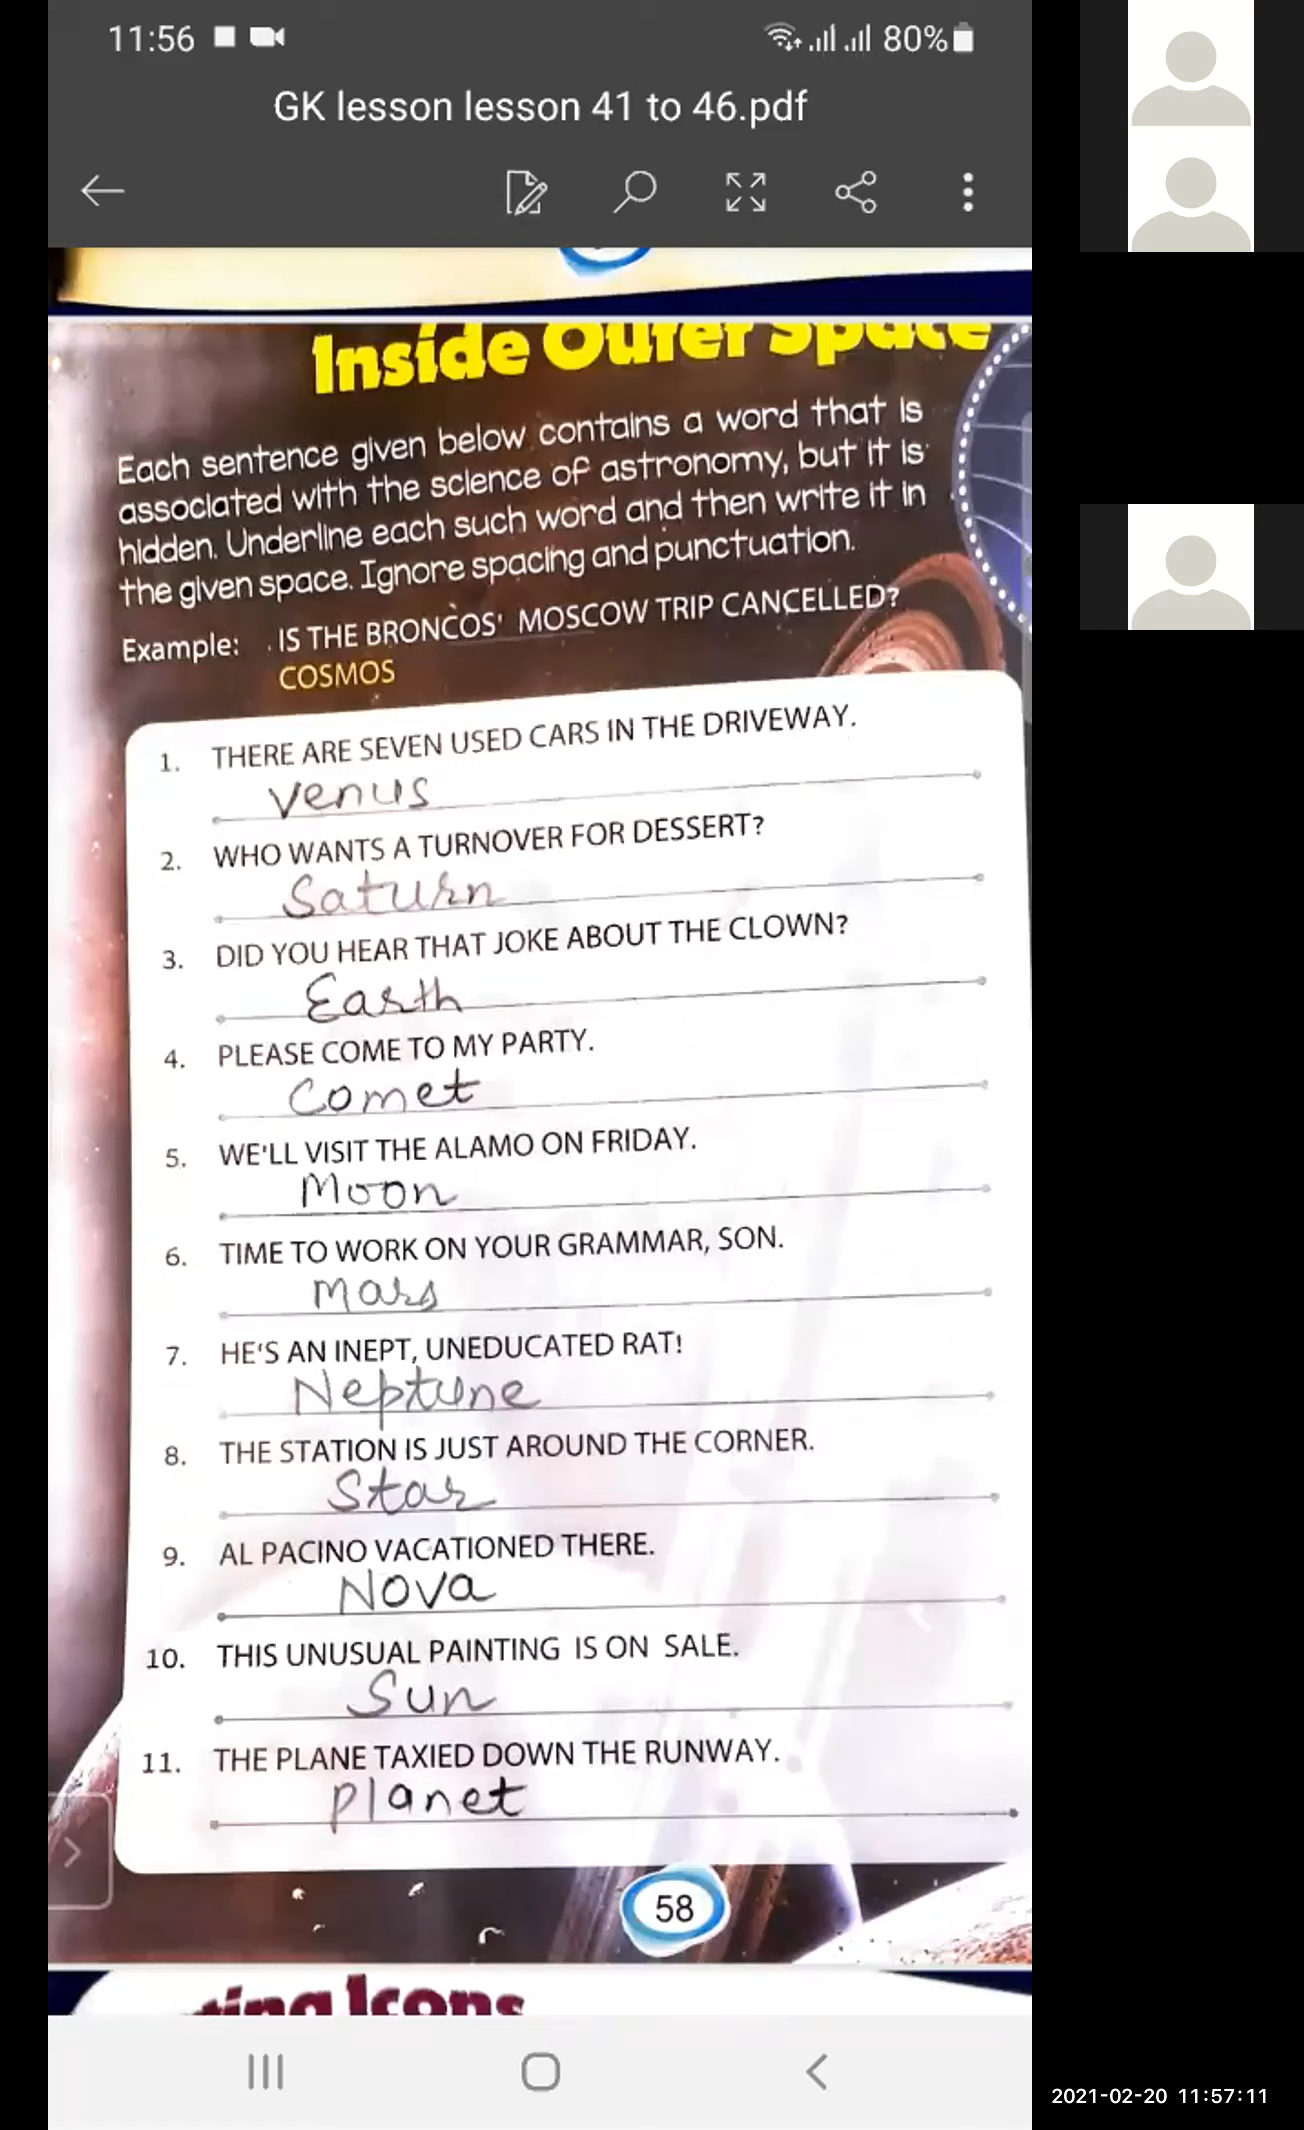 11:56 80%
GK lesson lesson 41 to 46.pdf
Inside Outer Space
Each sentence given below contains a word that is
associated with the science of astronomy, but it is
hidden. Underline each such word and then write it in
the given space. Ignore spacing and punctuation.
Example: IS THE BRONCOS' MOSCOW TRIP CANCELLED?
COSMOS
1. THERE ARE SEVEN USED CARS IN THE DRIVEWAY.
Venus
2. WHO WANTS A TURNOVER FOR DESSERT?
Saturn
3. DID YOU HEAR THAT JOKE ABOUT THE CLOWN?
Earth
4. PLEASE COME TO MY PARTY.
Comet
5. WE'LL VISIT THE ALAMO ON FRIDAY.
Moon
6. TIME TO WORK ON YOUR GRAMMAR, SON.
Mars
7. HE'S AN INEPT, UNEDUCATED RAT!
Neptune
8. THE STATION IS JUST AROUND THE CORNER.
Star
9. AL PACINO VACATIONED THERE.
Nova
10. THIS UNUSUAL PAINTING IS ON SALE.
Sun
11. THE PLANE TAXIED DOWN THE RUNWAY.
Planet
58
Icons
2021-02-20 11:57:11